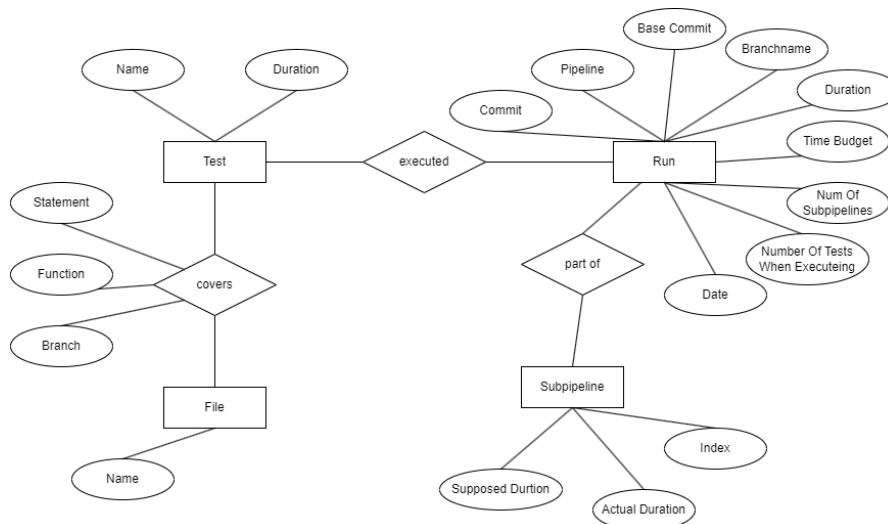 Base Commit
Branchname
Name
Duration
Pipeline
Duration
Commit
Time Budget
Test
executed
Run
Statement
Num Of
Subpipelines
Number Of Tests
When Executeing
part of
Function
covers
Date
Branch
Subpipeline
File
Index
Name
Supposed Durtion
Actual Duration